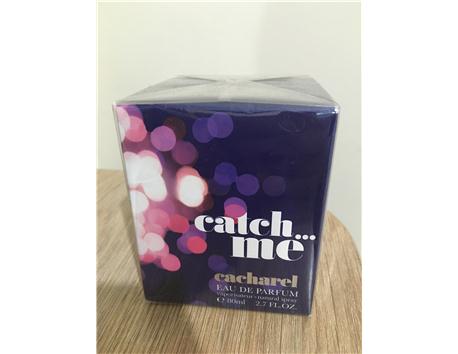 catch...
me
cacharel
EAU DE PARFUM
vaporisateur • natural spray
℮ 80ml 2.7 FL.OZ.